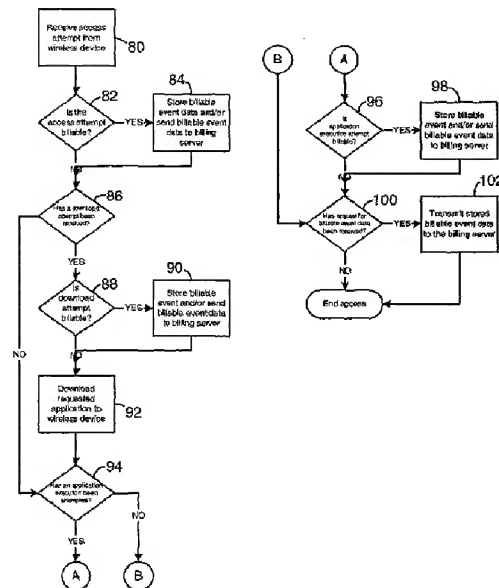 Receive access
attempt from
wireless device
80
82
Is the
access attempt
billable?
YES
84
Store billable
event data and/or
send billable event
data to billing
server
NO
86
Has a download
attempt been
received?
YES
88
Is
download
attempt
billable?
YES
90
Store billable
event and/or send
billable event data
to billing server
NO
NO
Download
requested
application to
wireless device
92
94
Has an application
execution been
attempted?
NO
YES
A
B
B
A
96
Is
application
execution attempt
billable?
YES
98
Store billable
event and/or send
billable event data
to billing server
NO
100
Has request for
billable event data
been received?
YES
102
Transmit stored
billable event data
to the billing server
NO
End access